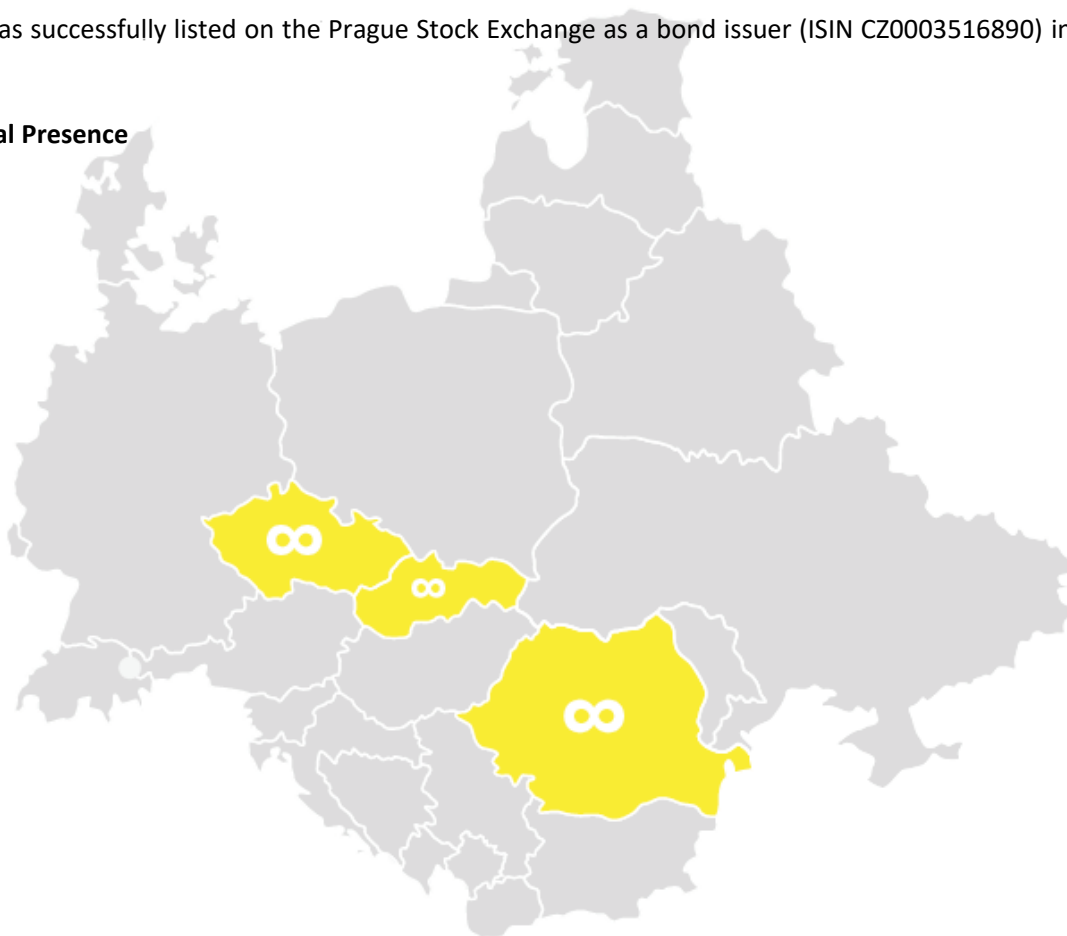 as successfully listed on the Prague Stock Exchange as a bond issuer (ISIN CZ0003516890) in
al Presence